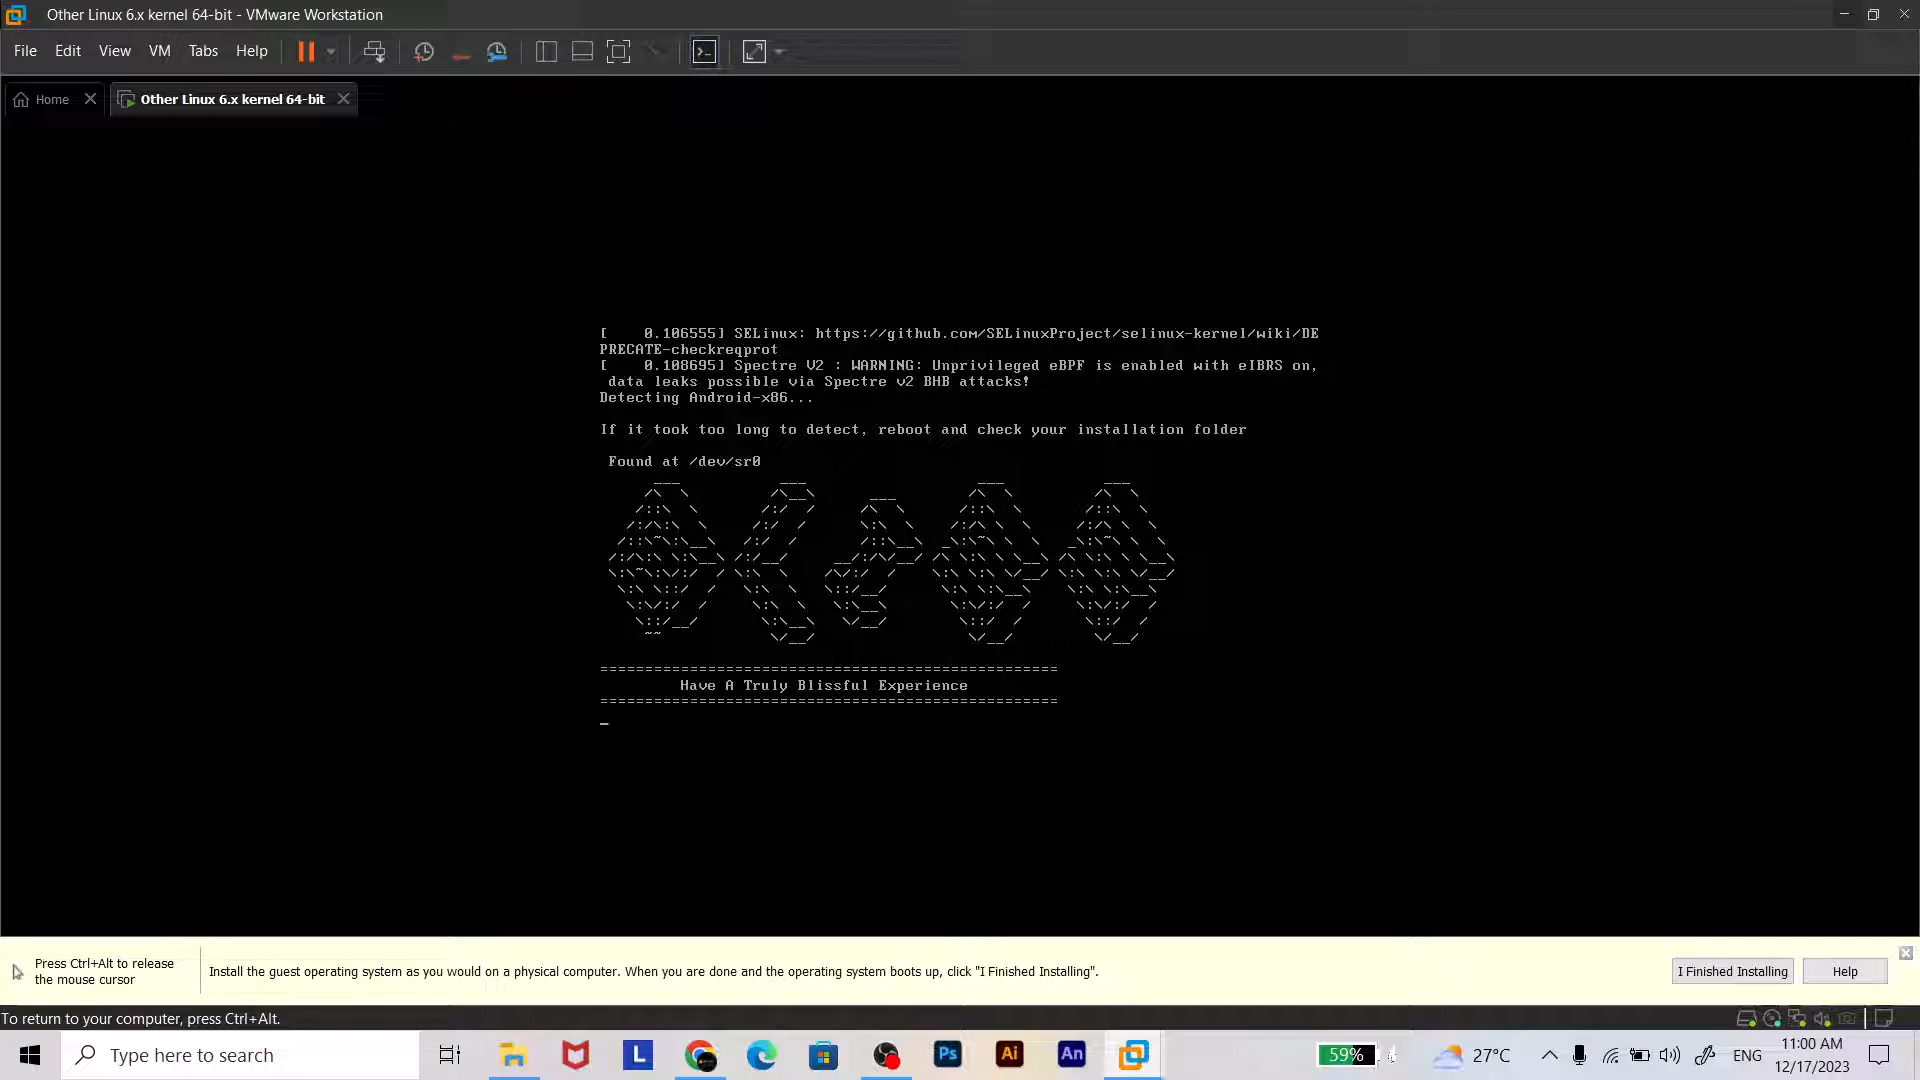 Other Linux 6.x kernel 64-bit - VMware Workstation
File Edit View VM Tabs Help
Home
Other Linux 6.x kernel 64-bit
[    0.106555] SELinux: https://github.com/SELinuxProject/selinux-kernel/wiki/DE
PRECATE-checkreqprot
[    0.108695] Spectre V2 : WARNING: Unprivileged eBPF is enabled with eIBRS on,
data leaks possible via Spectre v2 BHB attacks!
Detecting Android-x86...
If it took too long to detect, reboot and check your installation folder
Found at /dev/sr0
===================================================
Have A Truly Blissful Experience
===================================================
Press Ctrl+Alt to release
the mouse cursor
Install the guest operating system as you would on a physical computer. When you are done and the operating system boots up, click "I Finished Installing".
I Finished Installing
Help
To return to your computer, press Ctrl+Alt.
Type here to search
L
Ps
Ai
An
59%
27°C
ENG
11:00 AM
12/17/2023